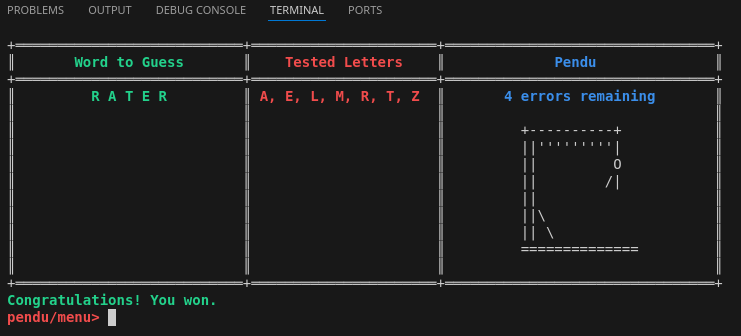 PROBLEMS OUTPUT DEBUG CONSOLE TERMINAL PORTS
Word to Guess Tested Letters Pendu
R A T E R A, E, L, M, R, T, Z 4 errors remaining
+----------+
||'''''''''|
|| O
|| /|
||
||\
|| \
==============
Congratulations! You won.
pendu/menu>